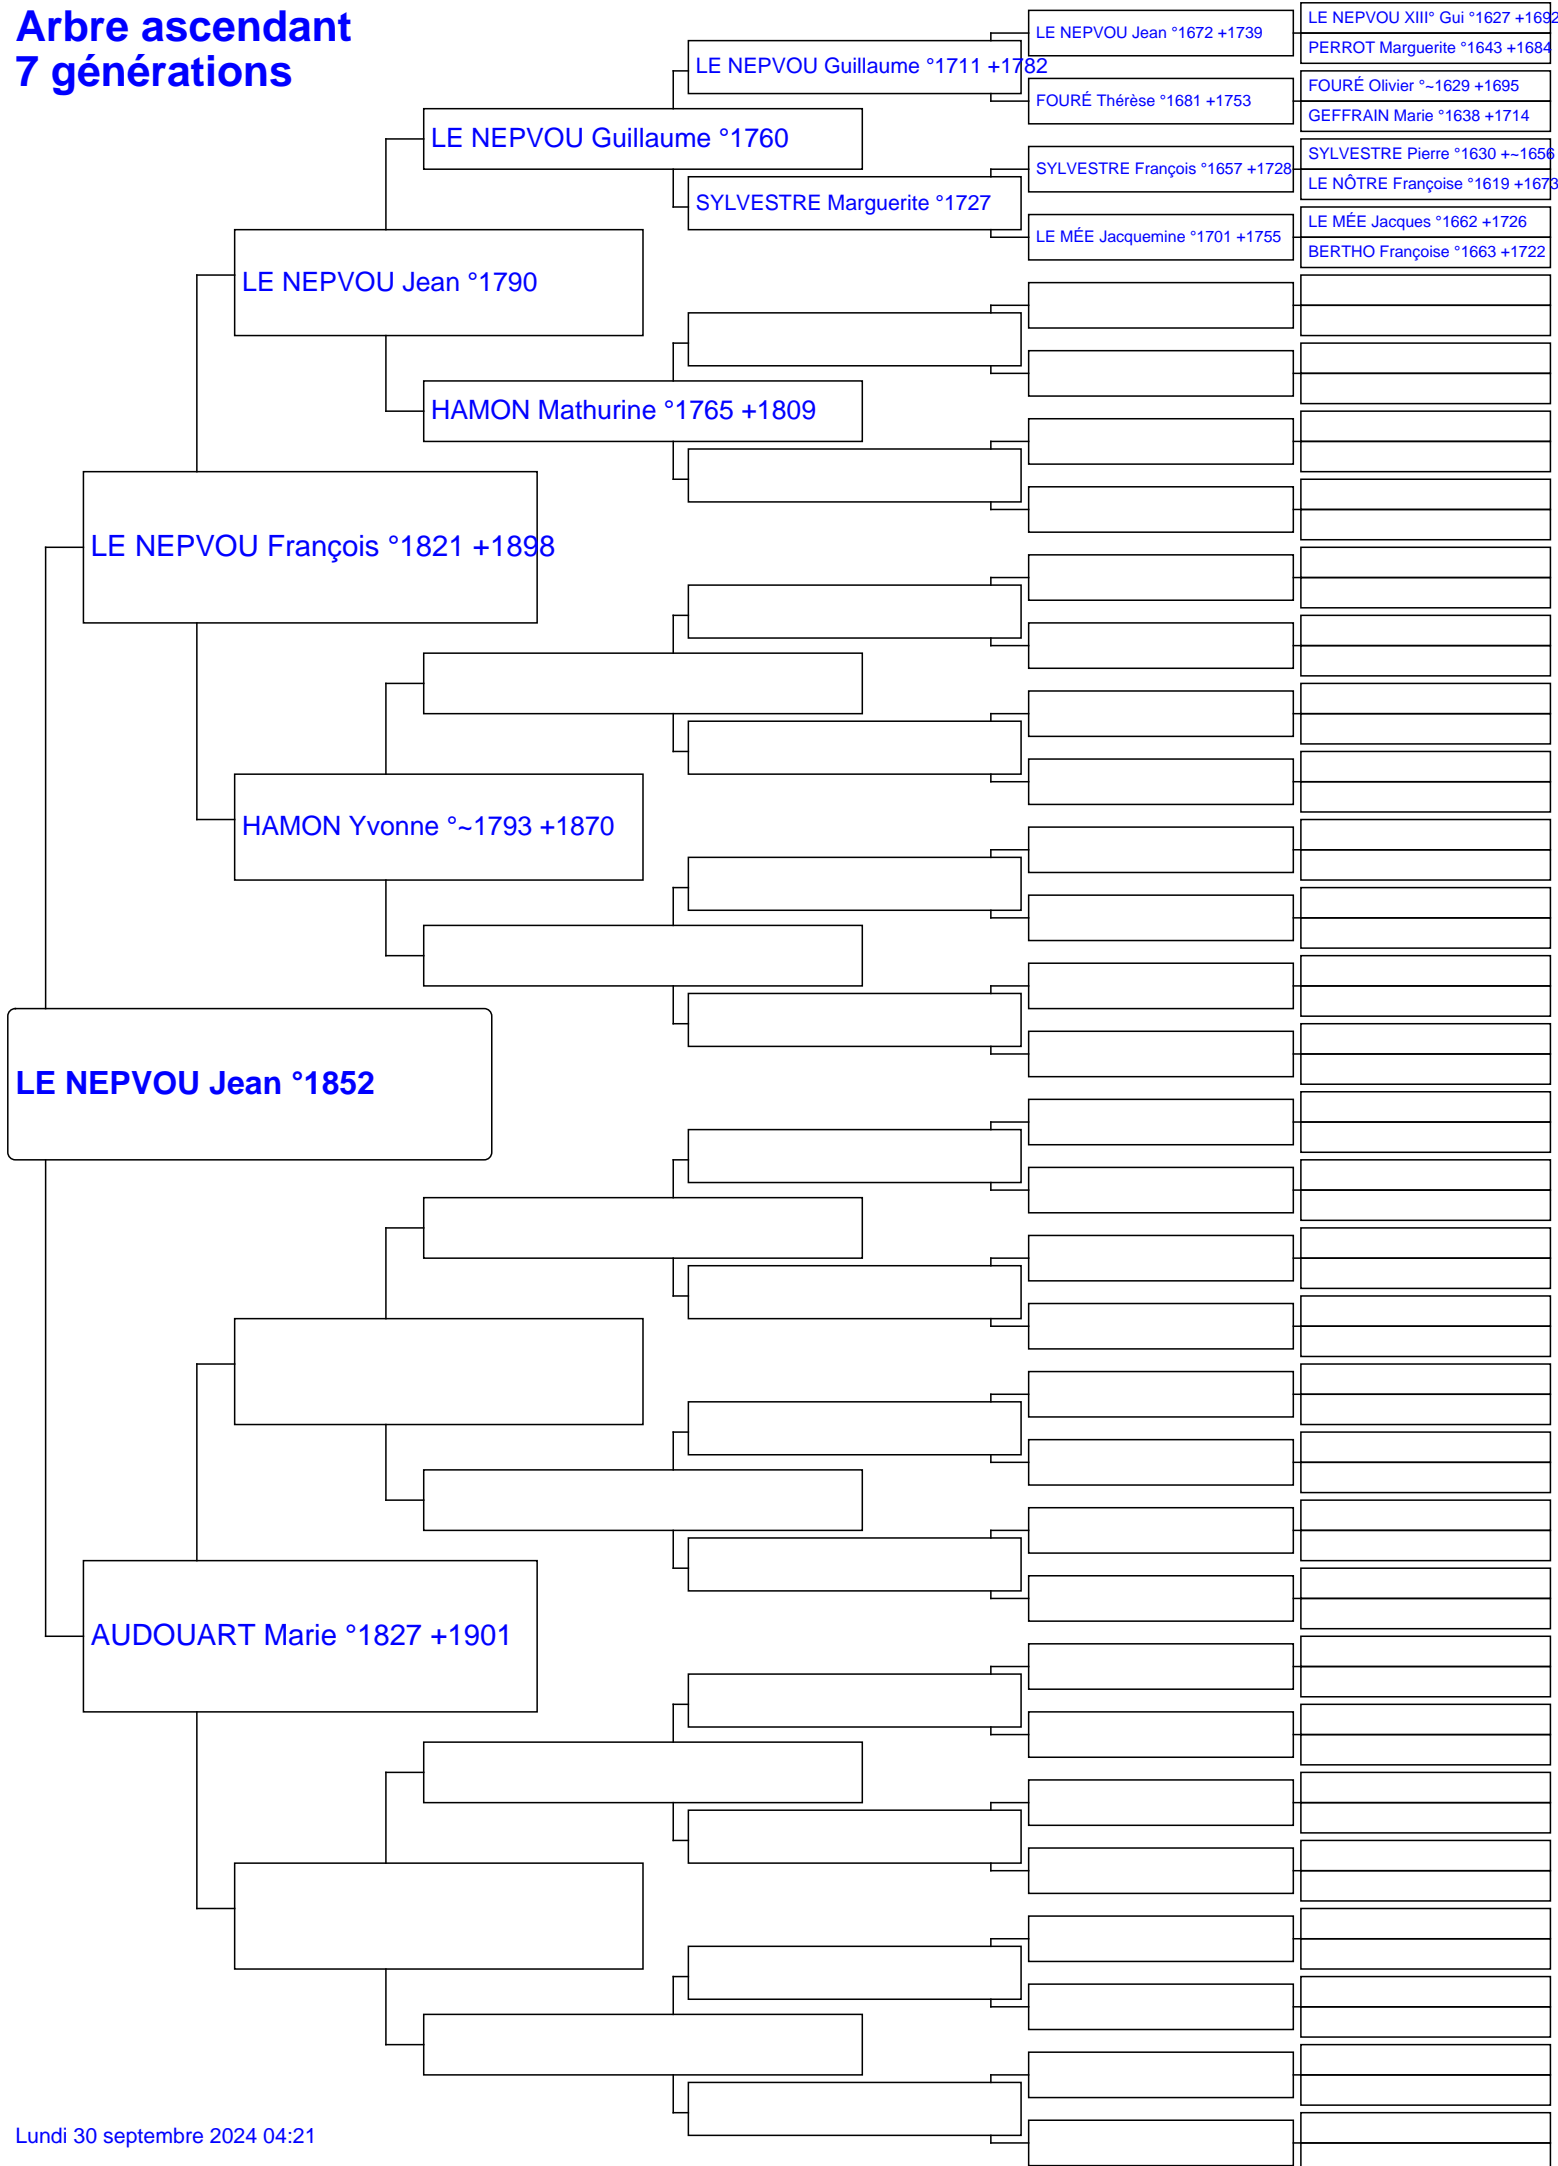 Arbre ascendant
7 générations
LE NEPVOU Jean °1852
LE NEPVOU François °1821 +1898
AUDOUART Marie °1827 +1901
LE NEPVOU Jean °1790
HAMON Yvonne °~1793 +1870
LE NEPVOU Guillaume °1760
HAMON Mathurine °1765 +1809
LE NEPVOU Guillaume °1711 +1782
SYLVESTRE Marguerite °1727
LE NEPVOU Jean °1672 +1739
FOURÉ Thérèse °1681 +1753
SYLVESTRE François °1657 +1728
LE MÉE Jacquemine °1701 +1755
LE NEPVOU XIII° Gui °1627 +1692
PERROT Marguerite °1643 +1684
FOURÉ Olivier °~1629 +1695
GEFFRAIN Marie °1638 +1714
SYLVESTRE Pierre °1630 +~1656
LE NÔTRE Françoise °1619 +1673
LE MÉE Jacques °1662 +1726
BERTHO Françoise °1663 +1722
Lundi 30 septembre 2024 04:21